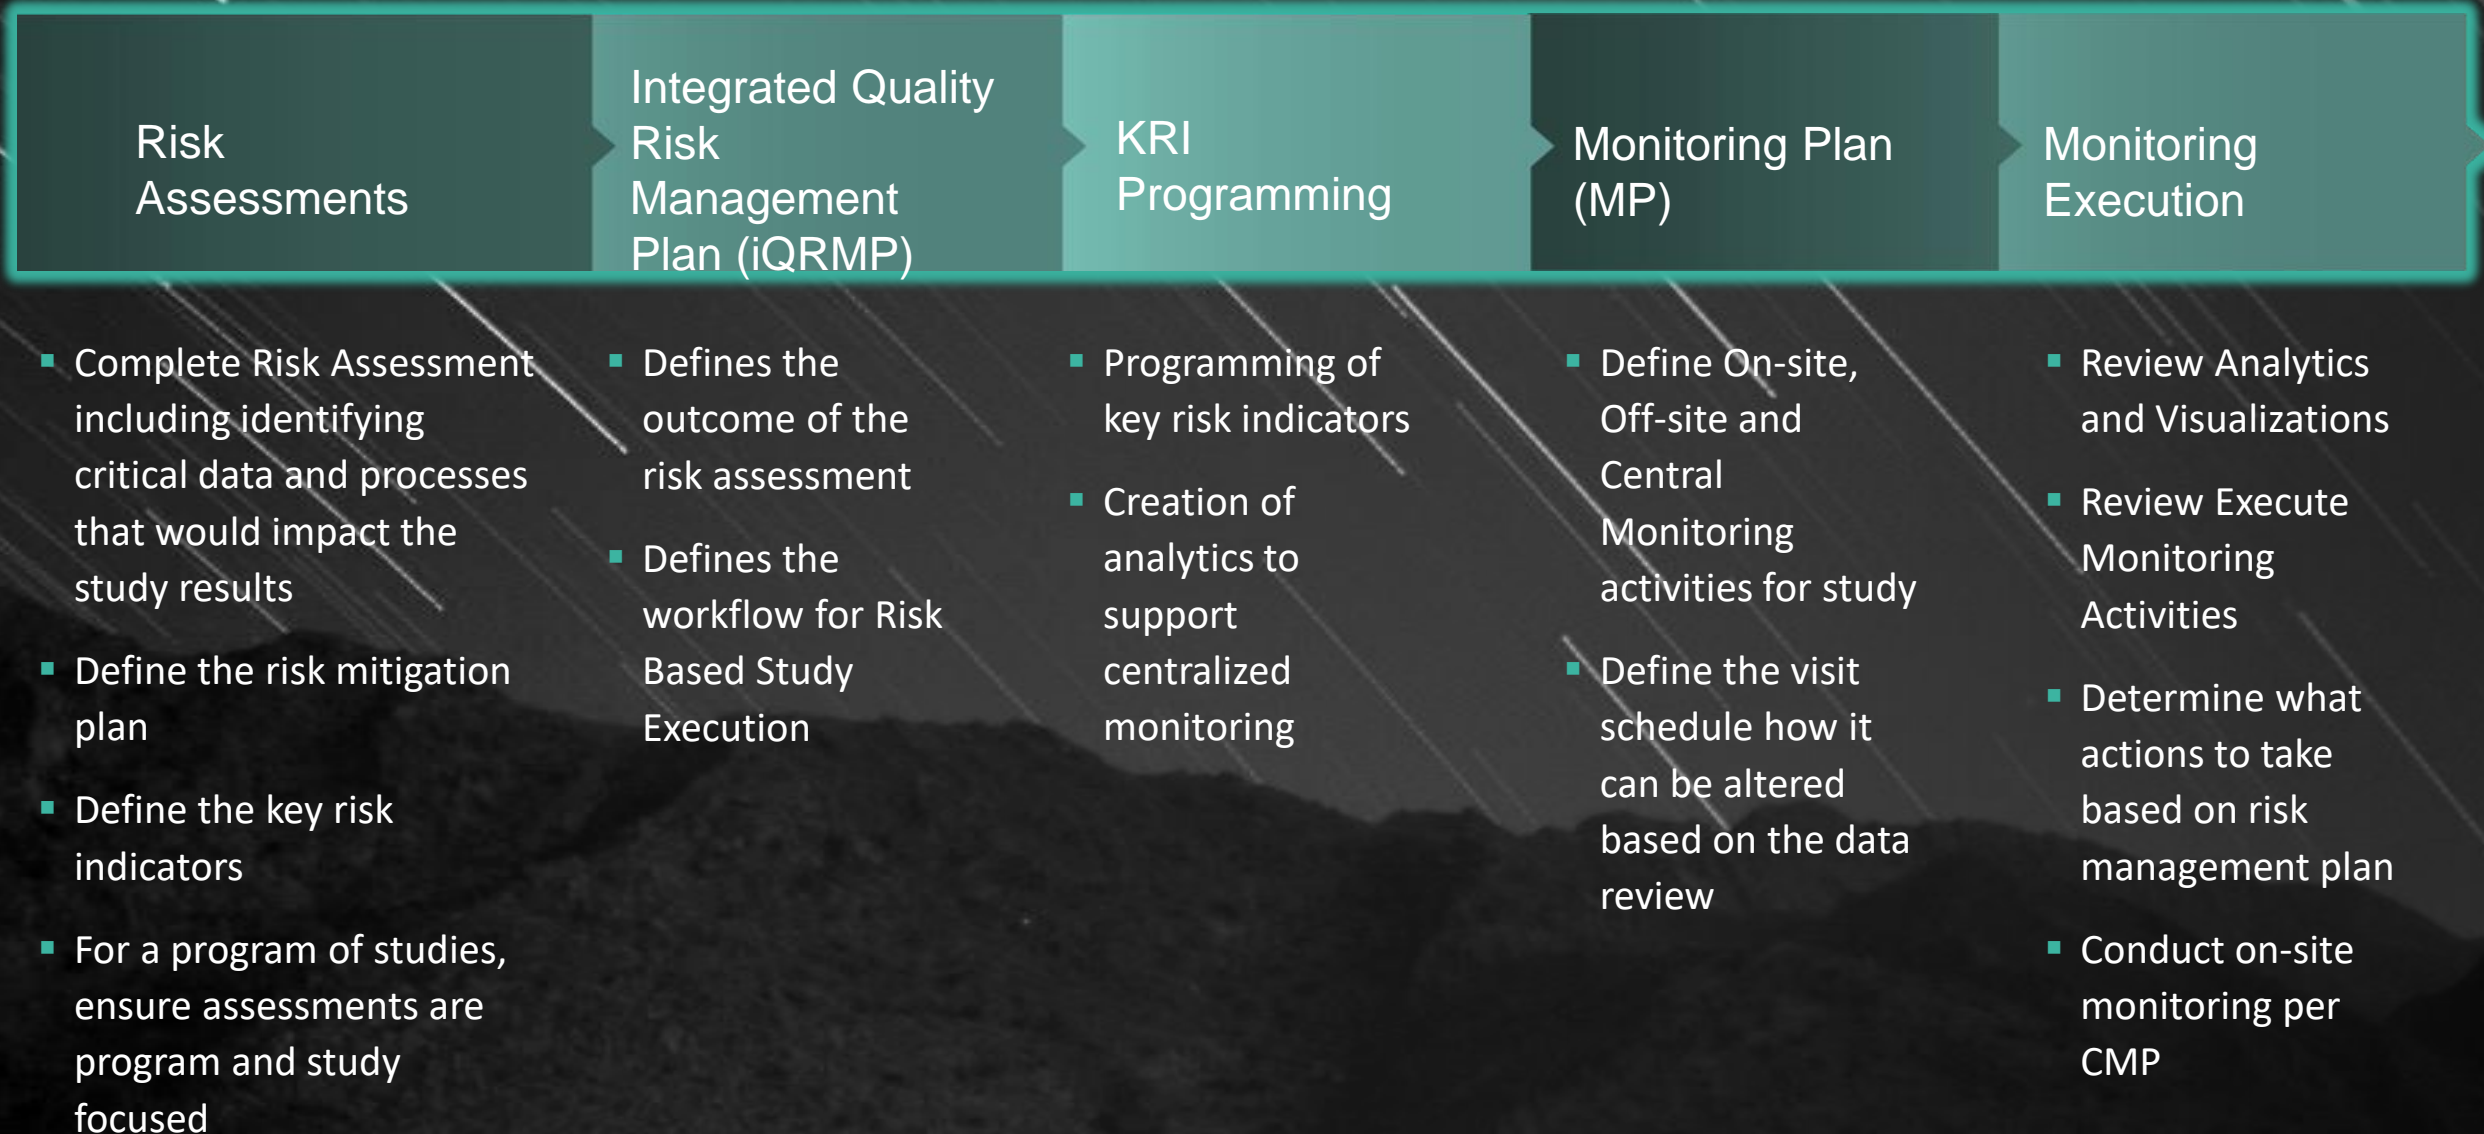 Risk
Assessments
Integrated Quality
Risk
Management
Plan (iQRMP)
KRI
Programming
Monitoring Plan
(MP)
Monitoring
Execution
▪ Complete Risk Assessment
including identifying
critical data and processes
that would impact the
study results
▪ Define the risk mitigation
plan
▪ Define the key risk
indicators
▪ For a program of studies,
ensure assessments are
program and study
focused
▪ Defines the
outcome of the
risk assessment
▪ Defines the
workflow for Risk
Based Study
Execution
▪ Programming of
key risk indicators
▪ Creation of
analytics to
support
centralized
monitoring
▪ Define On-site,
Off-site and
Central
Monitoring
activities for study
▪ Define the visit
schedule how it
can be altered
based on the data
review
▪ Review Analytics
and Visualizations
▪ Review Execute
Monitoring
Activities
▪ Determine what
actions to take
based on risk
management plan
▪ Conduct on-site
monitoring per
CMP